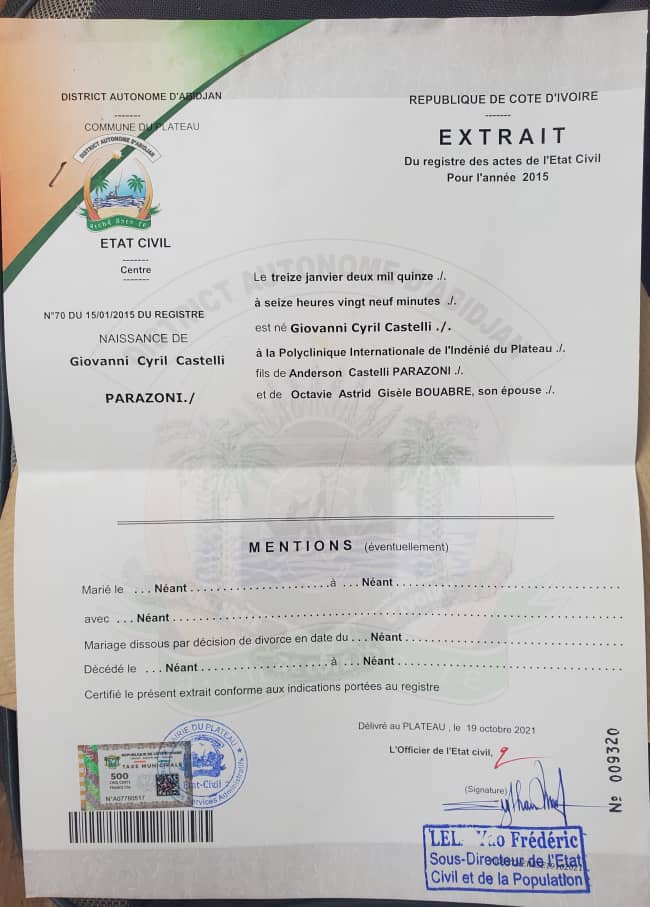 DISTRICT AUTONOME D'ABIDJAN
-------
COMMUNE DU PLATEAU
DISTRICT AUTONOME D'ABIDJAN
ETAT CIVIL
-------
Centre
-------
REPUBLIQUE DE COTE D'IVOIRE
-------
EXTRAIT
Du registre des actes de l'Etat Civil
Pour l'année 2015
N°70 DU 15/01/2015 DU REGISTRE
NAISSANCE DE
Giovanni Cyril Castelli
PARAZONI./
Le treize janvier deux mil quinze ./.
à seize heures vingt neuf minutes ./.
est né Giovanni Cyril Castelli ./.
à la Polyclinique Internationale de l'Indénié du Plateau ./.
fils de Anderson Castelli PARAZONI ./.
et de Octavie Astrid Gisèle BOUABRE, son épouse ./.
DISTRICT AUTONOME D'ABIDJAN
MENTIONS (éventuellement)
Marié le . . . Néant . . . . . . . . . . . . . . . . . . . . . . à . . . Néant . . . . . . . . . . . . . . . . . . . . . . . . . . . . . . . . . .
avec . . . Néant . . . . . . . . . . . . . . . . . . . . . . . . . . . . . . . . . . . . . . . . . . . . . . . . . . . . . . . . . . . . . . . . . . . .
Mariage dissous par décision de divorce en date du . . . Néant . . . . . . . . . . . . . . . . . . . . . . . . . . . . . . . . .
Décédé le . . . Néant . . . . . . . . . . . . . . . . . . . . à . . . Néant . . . . . . . . . . . . . . . . . . . . . . . . . . . . . . . . . .
Certifié le présent extrait conforme aux indications portées au registre
Délivré au PLATEAU , le 19 octobre 2021
L'Officier de l'Etat civil,
(Signature)
N° 009320
MAIRIE DU PLATEAU
Etat-Civil
Services Administratifs
REPUBLIQUE DE COTE D'IVOIRE
TAXE MUNICIPALE
500
CINQ CENTS
FRANCS CFA
N°A07780517
Frédéric
Sous-Directeur de l'Etat
Civil et de la Population